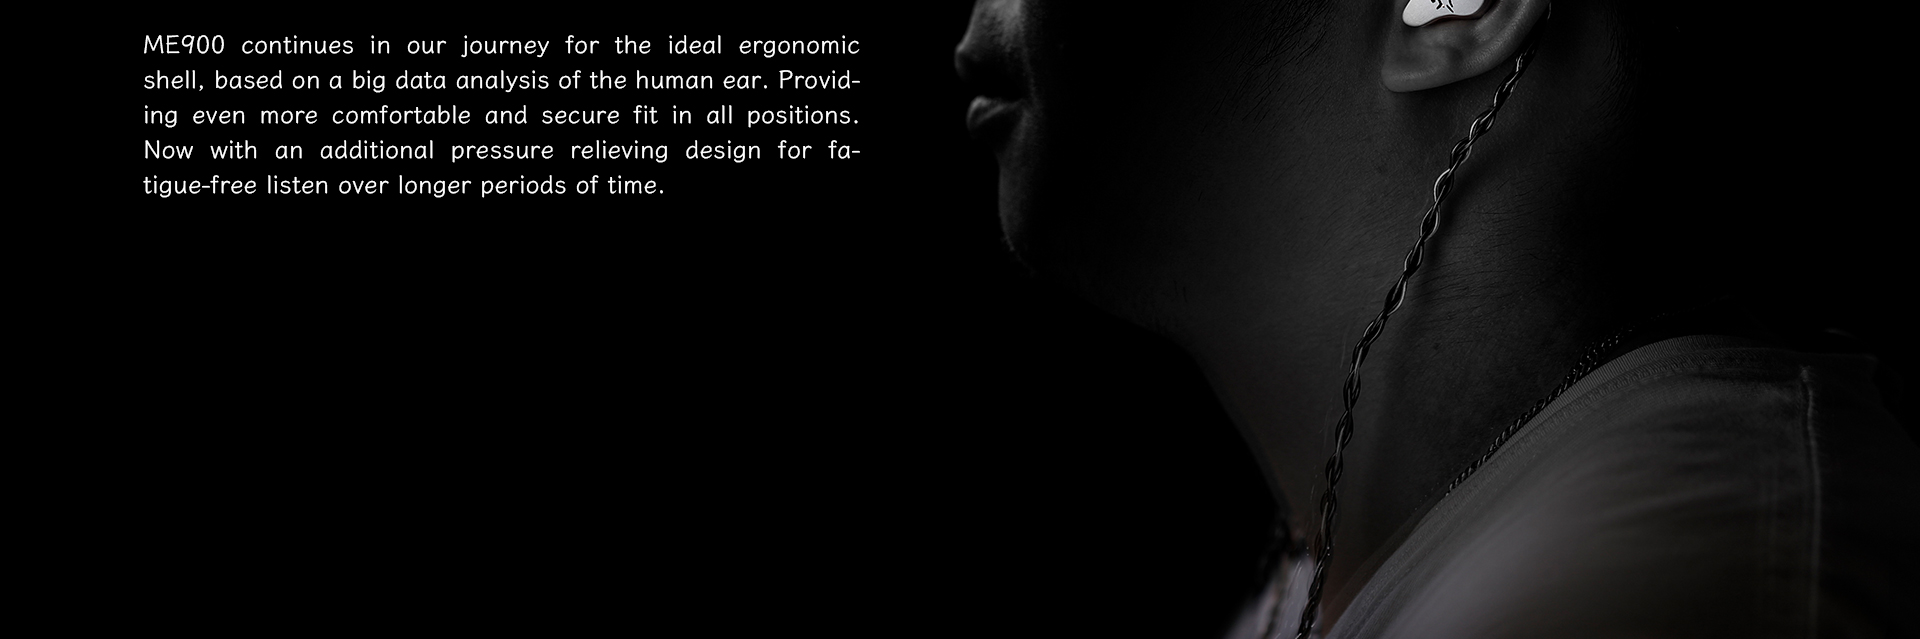 ME900 continues in our journey for the ideal ergonomic
shell, based on a big data analysis of the human ear. Provid-
ing even more comfortable and secure fit in all positions.
Now with an additional pressure relieving design for fa-
tigue-free listen over longer periods of time.